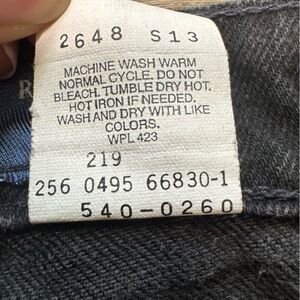 2648 S13
MACHINE WASH WARM
NORMAL CYCLE. DO NOT
BLEACH. TUMBLE DRY HOT.
HOT IRON IF NEEDED.
WASH AND DRY WITH LIKE
COLORS.
WPL 423
219
256 0495 66830-1
540-0260